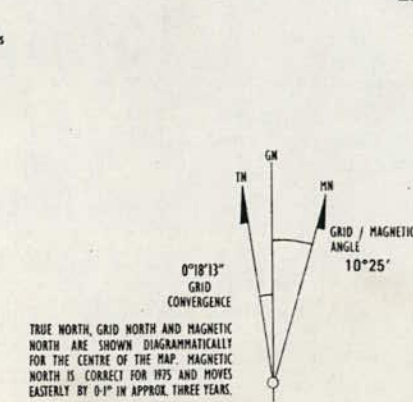 GN
TN
MN
GRID / MAGNETIC
ANGLE
10°25'
0°18'13"
GRID
CONVERGENCE
TRUE NORTH, GRID NORTH AND MAGNETIC
NORTH ARE SHOWN DIAGRAMMATICALLY
FOR THE CENTRE OF THE MAP. MAGNETIC
NORTH IS CORRECT FOR 1975 AND MOVES
EASTERLY BY 0·1° IN APPROX. THREE YEARS.